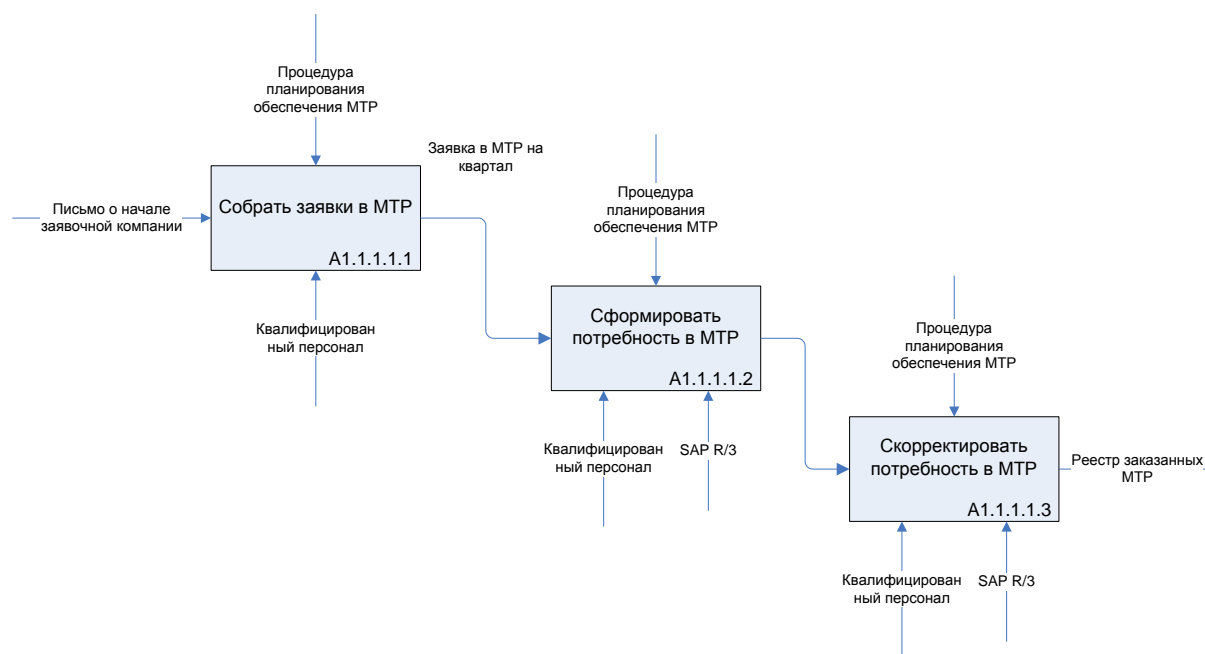 Процедура
планирования
обеспечения МТР
Заявка в МТР на
квартал
Письмо о начале
заявочной компании
Собрать заявки в МТР
А1.1.1.1.1
Процедура
планирования
обеспечения МТР
Квалифицирован
ный персонал
Сформировать
потребность в МТР
А1.1.1.1.2
Процедура
планирования
обеспечения МТР
Квалифицирован
ный персонал
SAP R/3
Скорректировать
потребность в МТР
А1.1.1.1.3
Реестр заказанных
МТР
Квалифицирован
ный персонал
SAP R/3